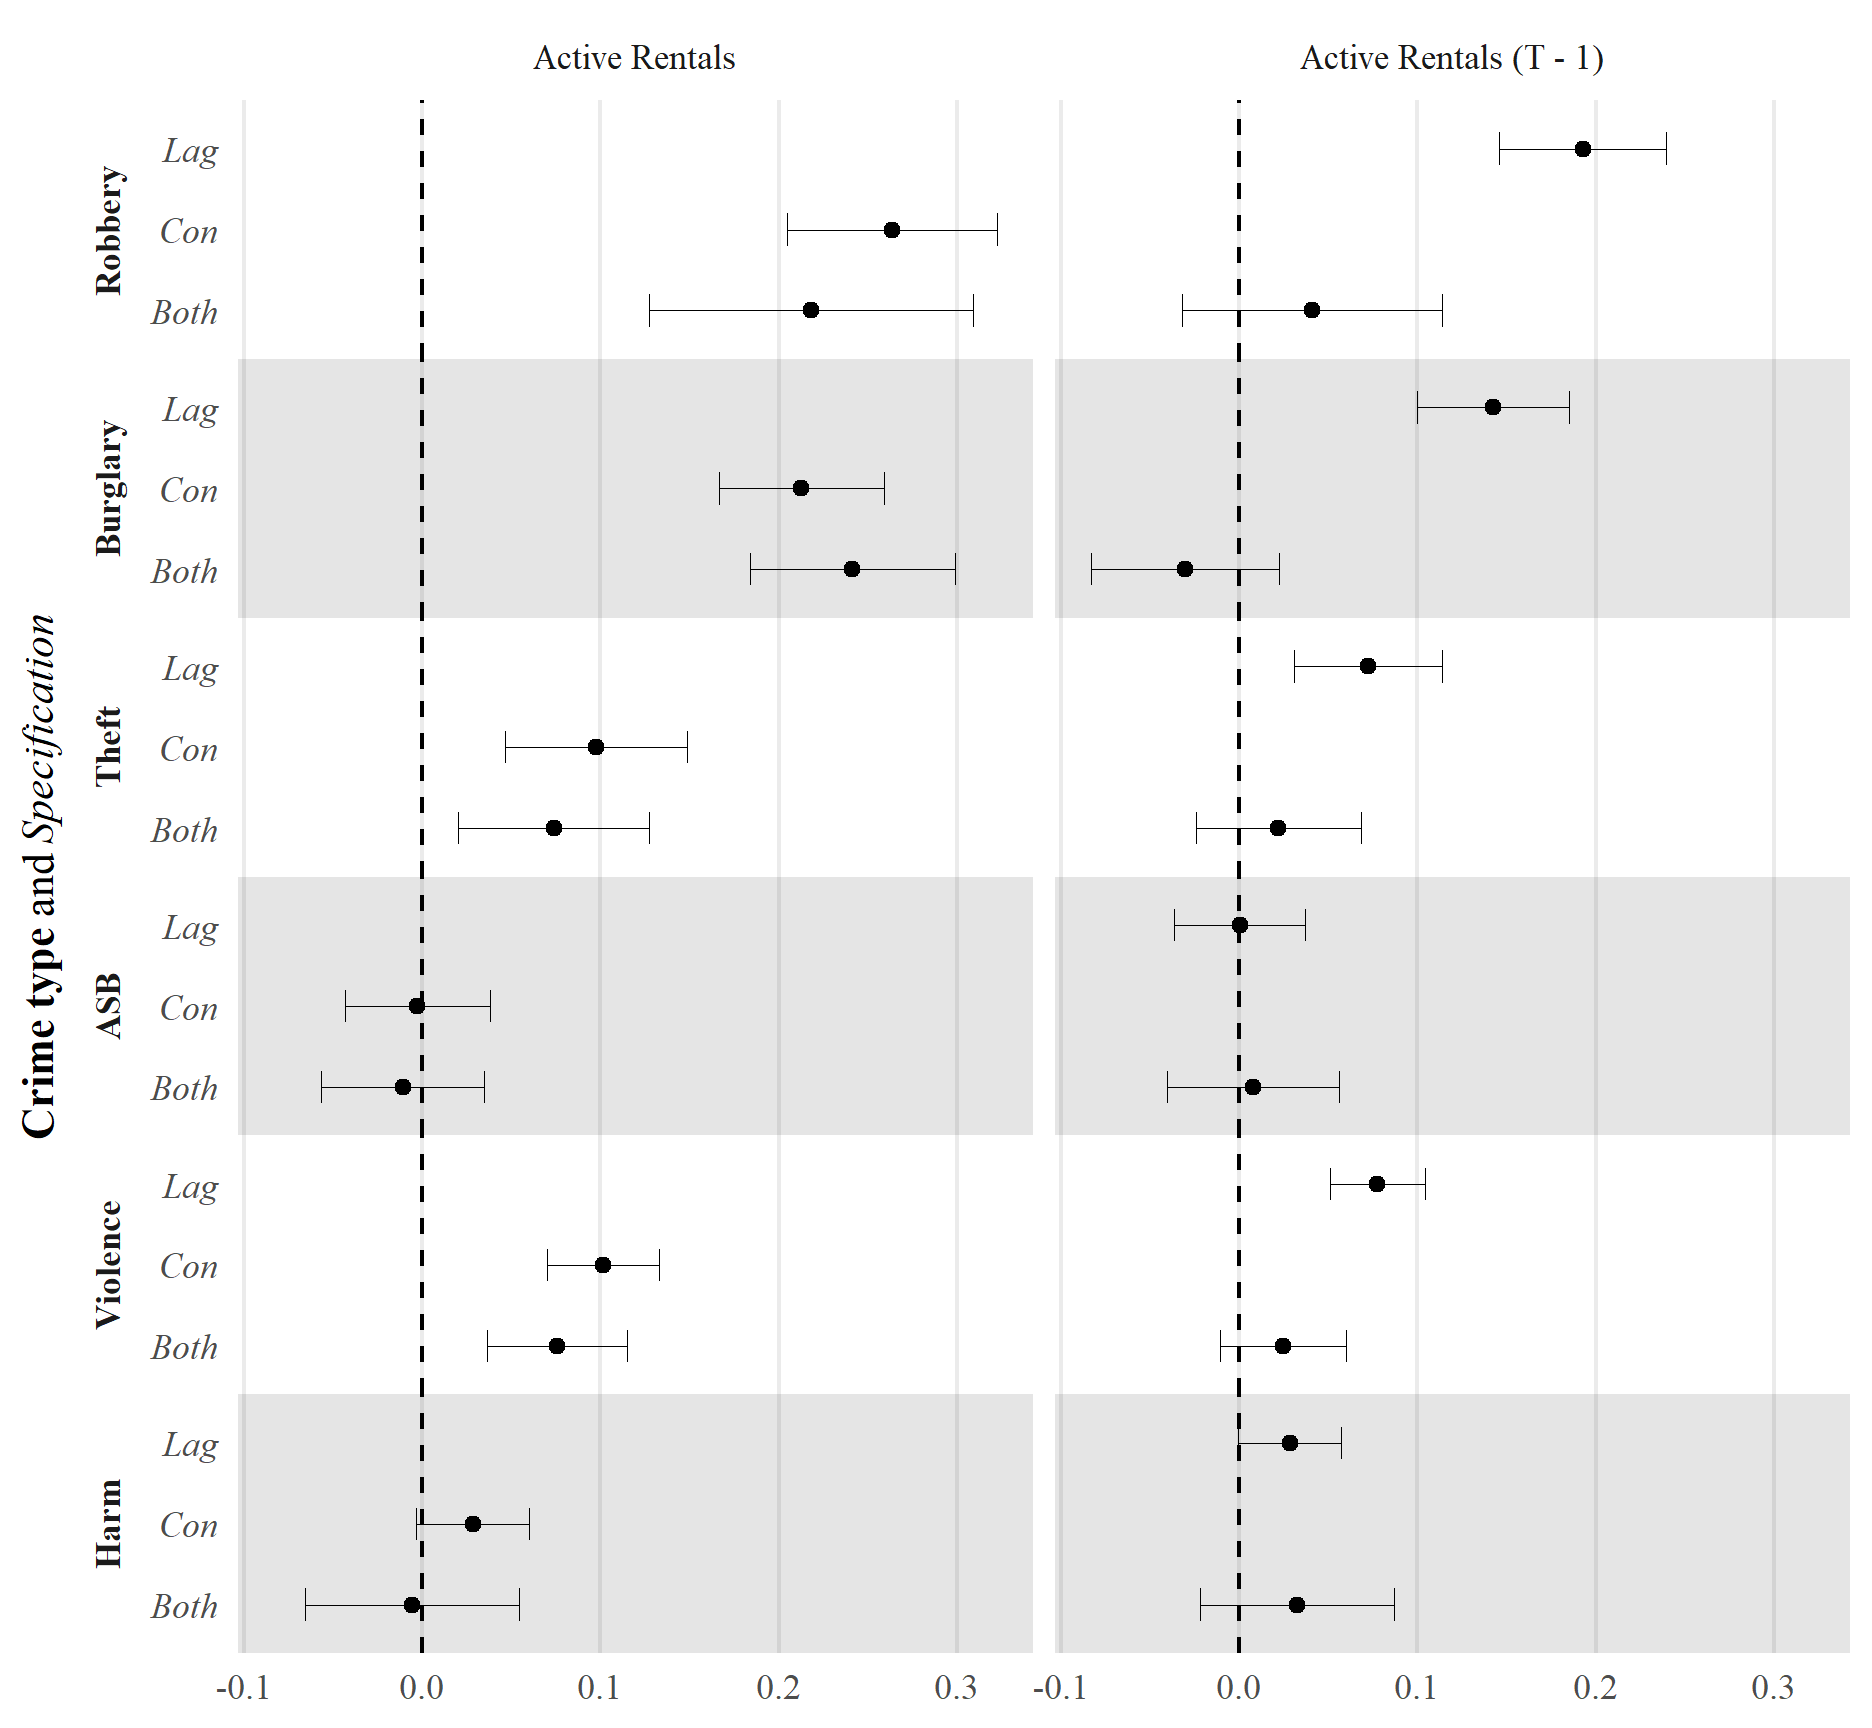 Active Rentals
Active Rentals (T - 1)
Crime type and Specification
Robbery
Lag
Con
Both
Burglary
Lag
Con
Both
Theft
Lag
Con
Both
ASB
Lag
Con
Both
Violence
Lag
Con
Both
Harm
Lag
Con
Both
-0.1 0.0 0.1 0.2 0.3
-0.1 0.0 0.1 0.2 0.3